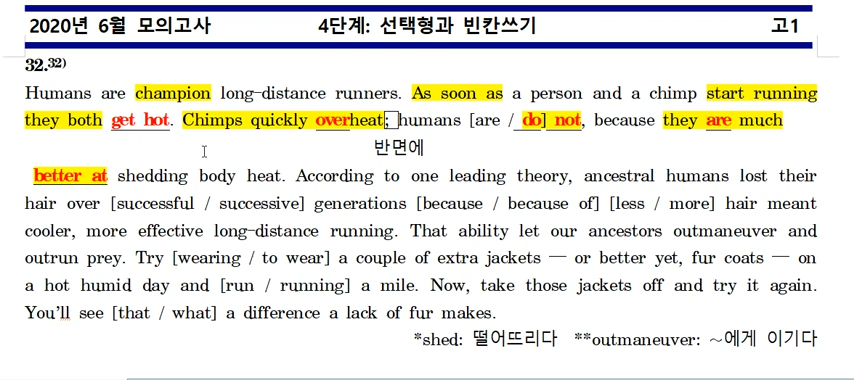 2020년 6월 모의고사 4단계: 선택형과 빈칸쓰기 고1
32.32)
Humans are champion long-distance runners. As soon as a person and a chimp start running
they both get hot. Chimps quickly overheat; humans [are / do] not, because they are much
반면에
better at shedding body heat. According to one leading theory, ancestral humans lost their
hair over [successful / successive] generations [because / because of] [less / more] hair meant
cooler, more effective long-distance running. That ability let our ancestors outmaneuver and
outrun prey. Try [wearing / to wear] a couple of extra jackets — or better yet, fur coats — on
a hot humid day and [run / running] a mile. Now, take those jackets off and try it again.
You'll see [that / what] a difference a lack of fur makes.
*shed: 떨어뜨리다 **outmaneuver: ~에게 이기다